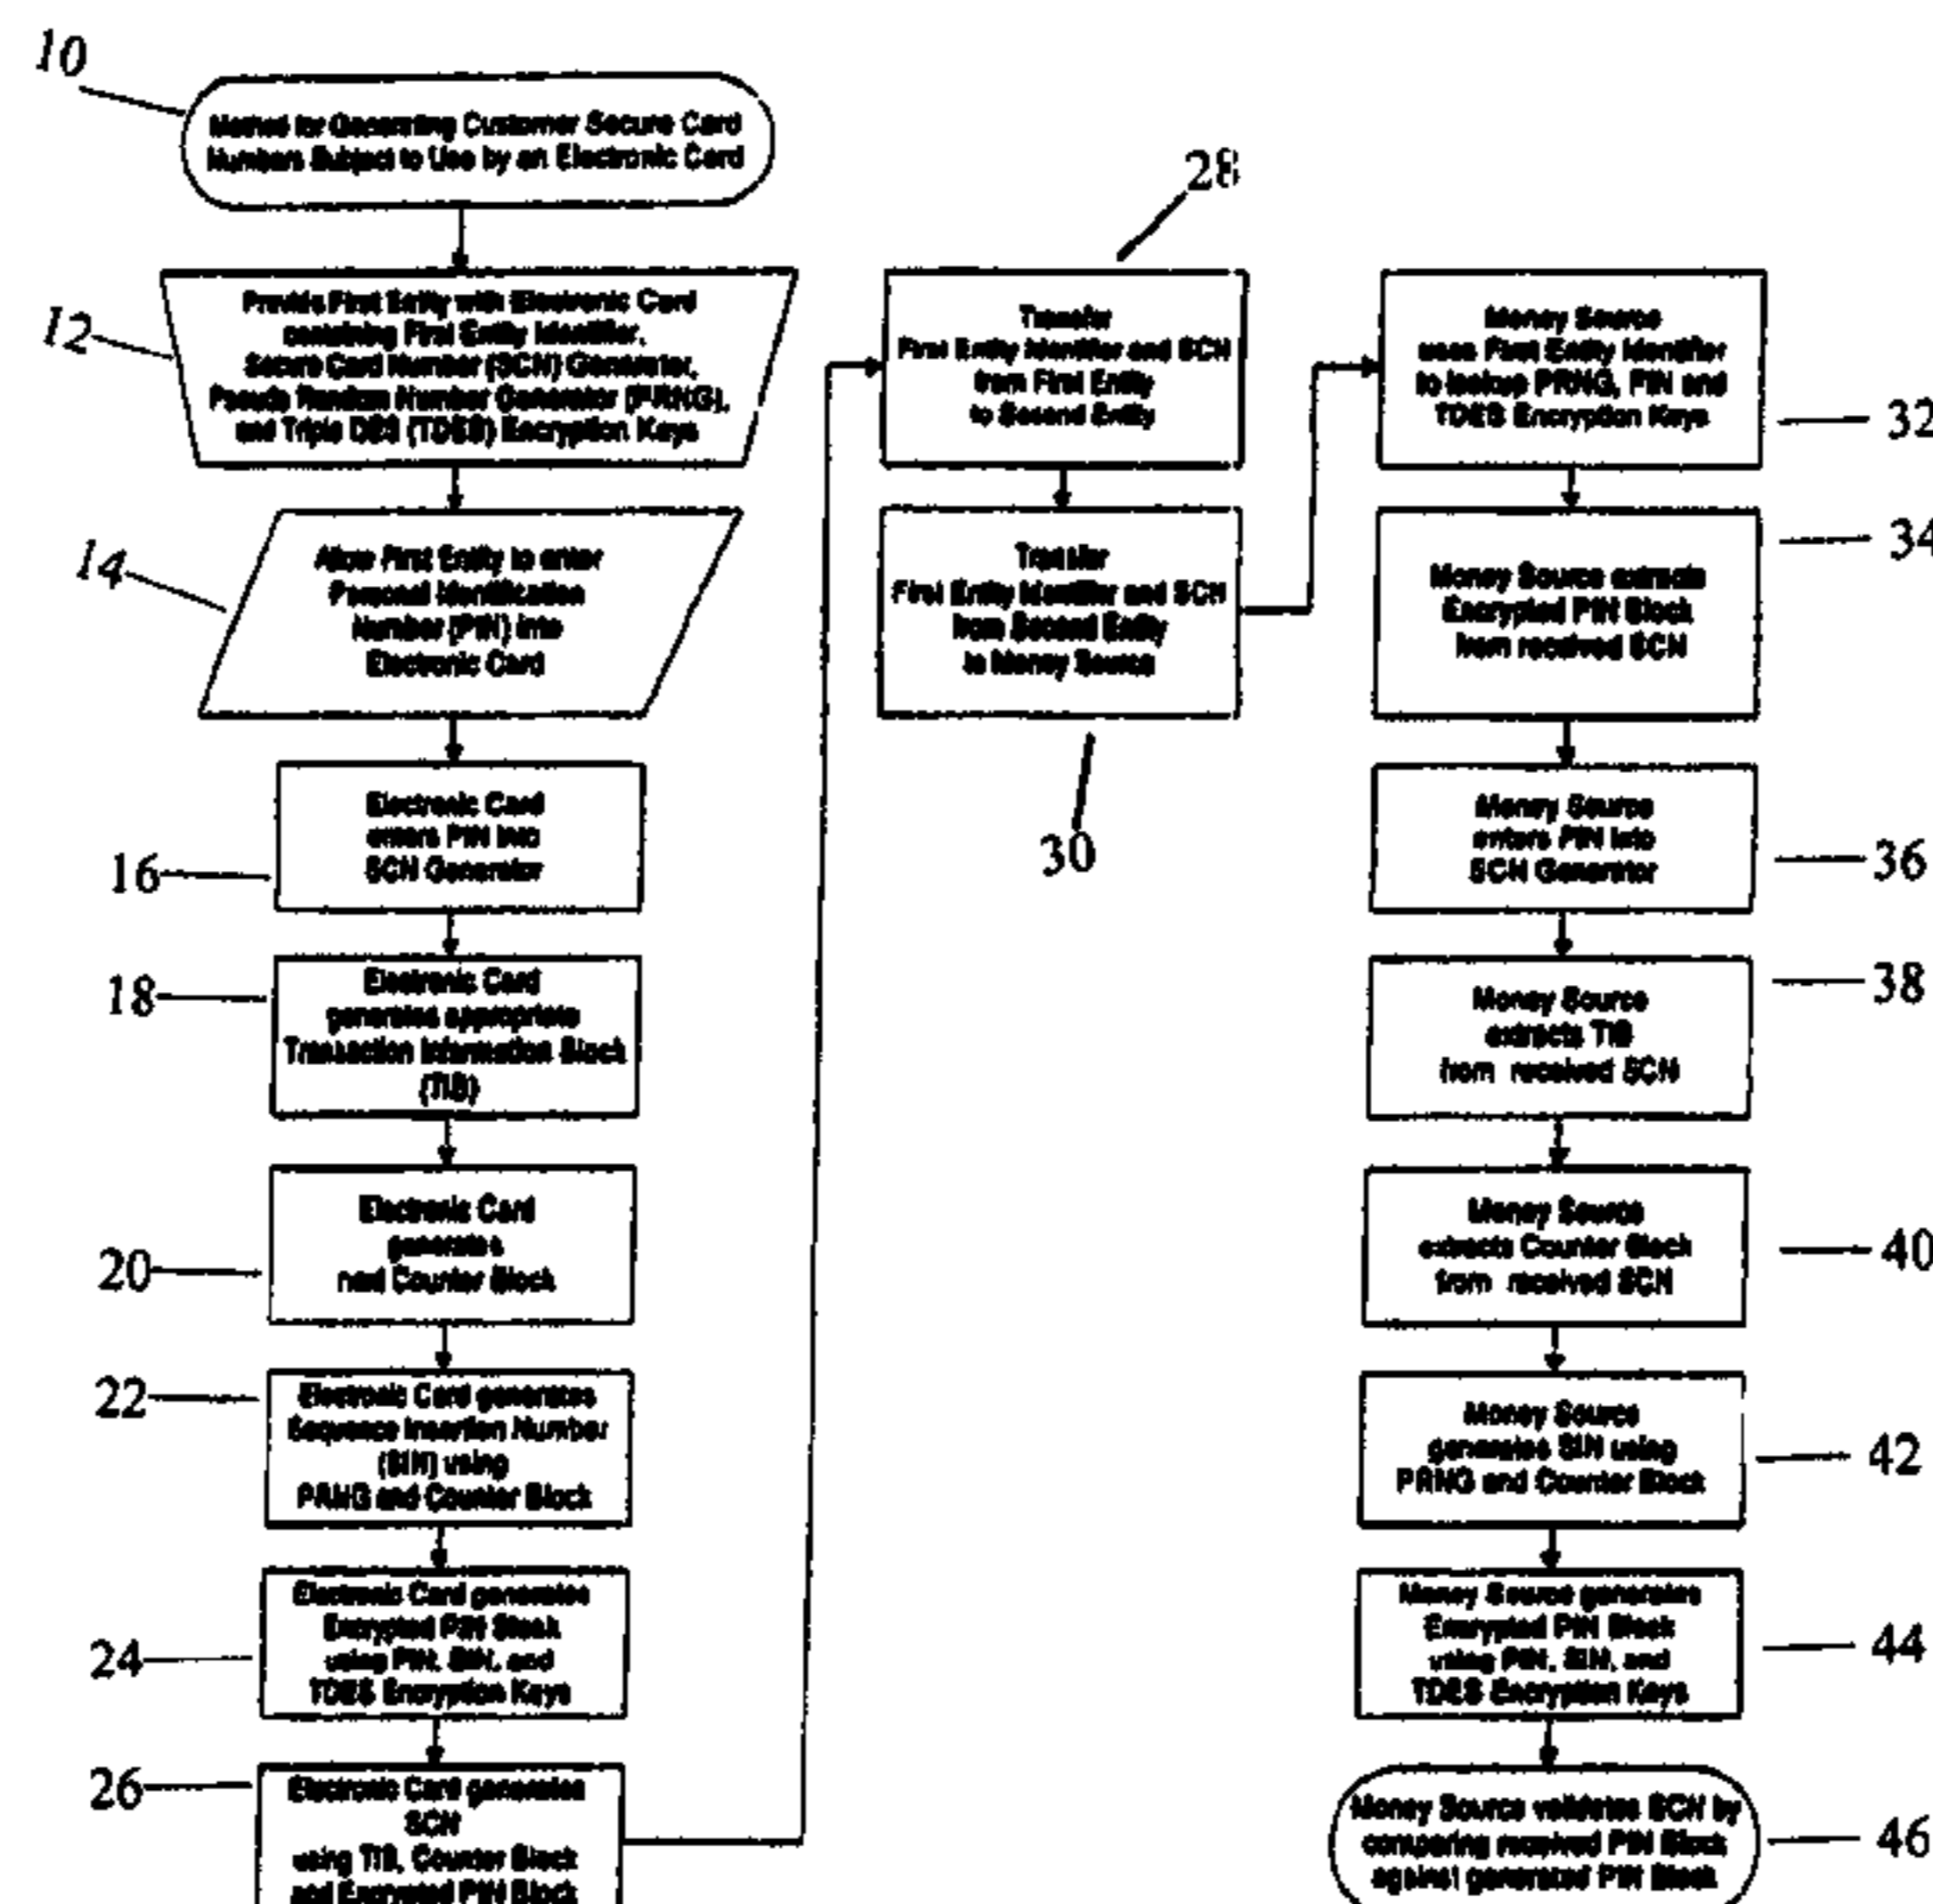 10
Method for Generating Customer Secure Card
Numbers Subject to Use by an Electronic Card
12
Provide First Entity with Electronic Card
containing First Entity Identifier,
Secure Card Number (SCN) Generator,
Pseudo Random Number Generator (PRNG),
and Triple DES (TDES) Encryption Keys
14
Allow First Entity to enter
Personal Identification
Number (PIN) into
Electronic Card
16
Electronic Card
enters PIN into
SCN Generator
18
Electronic Card
generates appropriate
Transaction Information Block
(TIB)
20
Electronic Card
generates
next Counter Block
22
Electronic Card generates
Sequence Insertion Number
(SIN) using
PRNG and Counter Block
24
Electronic Card generates
Encrypted PIN Block
using PIN, SIN, and
TDES Encryption Keys
26
Electronic Card generates
SCN
using TIB, Counter Block
and Encrypted PIN Block
28
Transfer
First Entity Identifier and SCN
from First Entity
to Second Entity
Transfer
First Entity Identifier and SCN
from Second Entity
to Money Source
30
Money Source
uses First Entity Identifier
to lookup PRNG, PIN and
TDES Encryption Keys
32
Money Source extracts
Encrypted PIN Block
from received SCN
34
Money Source
enters PIN into
SCN Generator
36
Money Source
extracts TIB
from received SCN
38
Money Source
extracts Counter Block
from received SCN
40
Money Source
generates SIN using
PRNG and Counter Block
42
Money Source generates
Encrypted PIN Block
using PIN, SIN, and
TDES Encryption Keys
44
Money Source validates SCN by
comparing received PIN Block
against generated PIN Block
46